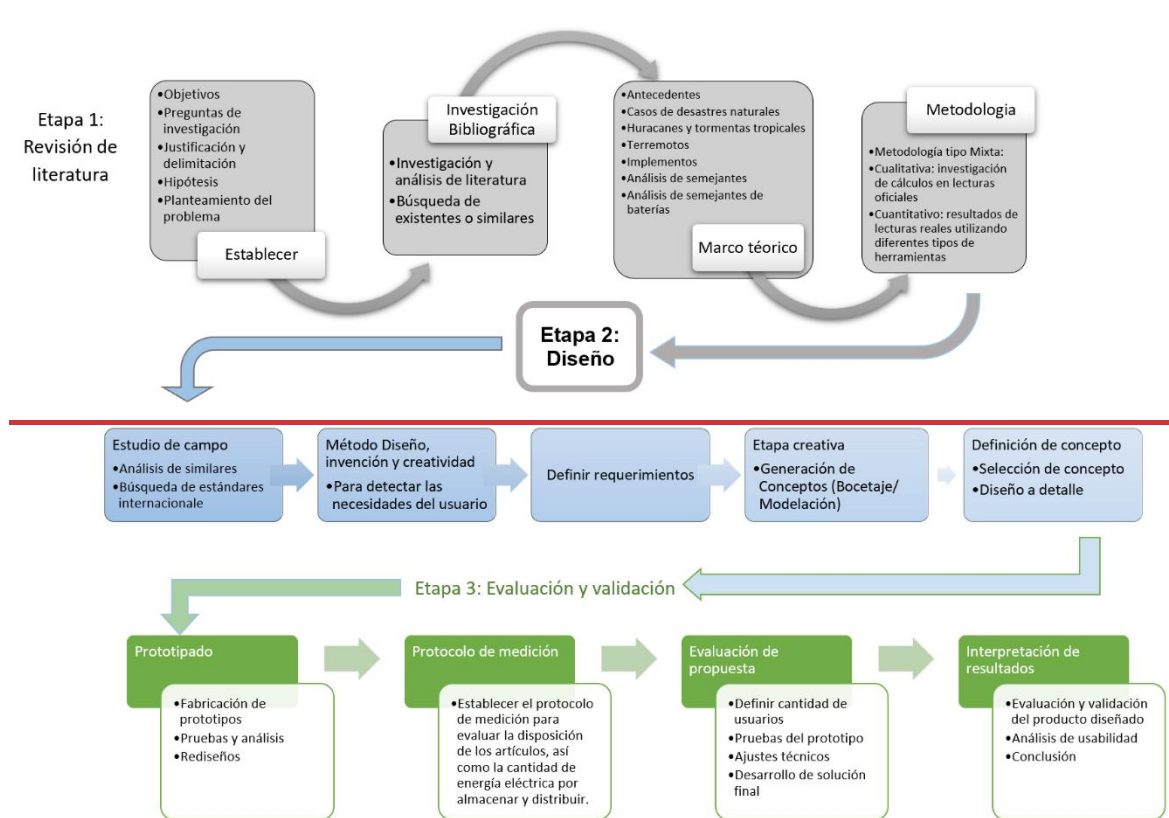 Etapa 1:
Revisión de
literatura
•Objetivos
•Preguntas de
investigación
•Justificación y
delimitación
•Hipótesis
•Planteamiento del
problema
Establecer
Investigación
Bibliográfica
•Investigación y
análisis de literatura
•Búsqueda de
existentes o similares
•Antecedentes
•Casos de desastres naturales
•Huracanes y tormentas tropicales
•Terremotos
•Implementos
•Análisis de semejantes
•Análisis de semejantes de
baterías
Marco teórico
Metodologia
•Metodología tipo Mixta:
•Cualitativa: investigación
de cálculos en lecturas
oficiales
•Cuantitativo: resultados de
lecturas reales utilizando
diferentes tipos de
herramientas
Etapa 2:
Diseño
Estudio de campo
•Análisis de similares
•Búsqueda de estándares
internacionale
Método Diseño,
invención y creatividad
•Para detectar las
necesidades del usuario
Definir requerimientos
Etapa creativa
•Generación de
Conceptos (Bocetaje/
Modelación)
Definición de concepto
•Selección de concepto
•Diseño a detalle
Etapa 3: Evaluación y validación
Prototipado
•Fabricación de
prototipos
•Pruebas y análisis
•Rediseños
Protocolo de medición
•Establecer el protocolo
de medición para
evaluar la disposición
de los artículos, así
como la cantidad de
energía eléctrica por
almacenar y distribuir.
Evaluación de
propuesta
•Definir cantidad de
usuarios
•Pruebas del prototipo
•Ajustes técnicos
•Desarrollo de solución
final
Interpretación de
resultados
•Evaluación y validación
del producto diseñado
•Análisis de usabilidad
•Conclusión